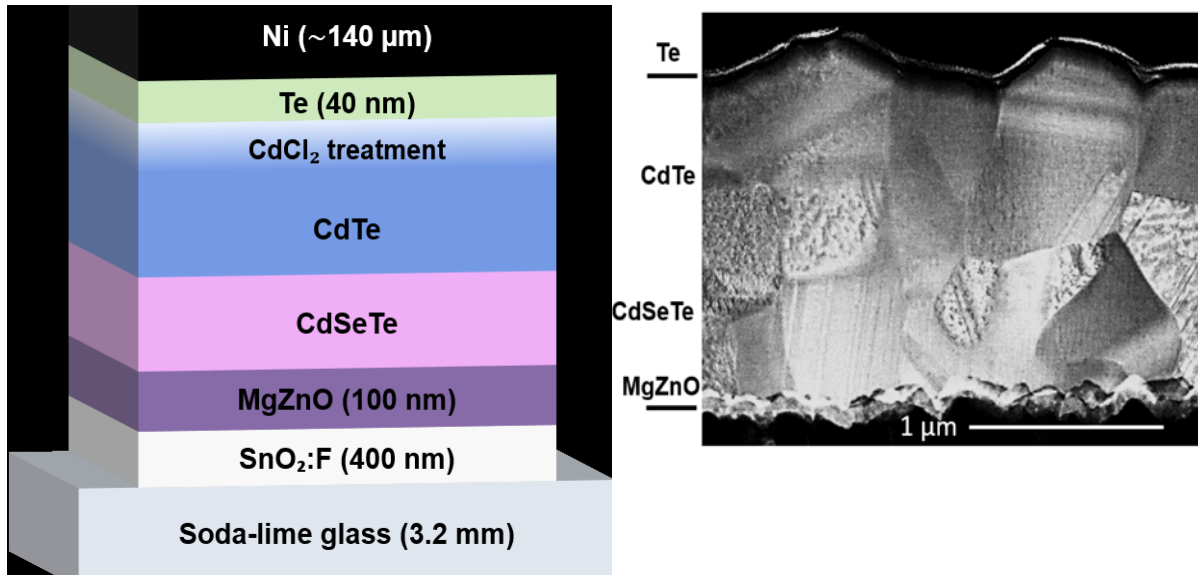 Ni (~140 µm)
Te (40 nm)
CdCl₂ treatment
CdTe
CdSeTe
MgZnO (100 nm)
SnO₂:F (400 nm)
Soda-lime glass (3.2 mm)
Te
CdTe
CdSeTe
MgZnO
1 µm